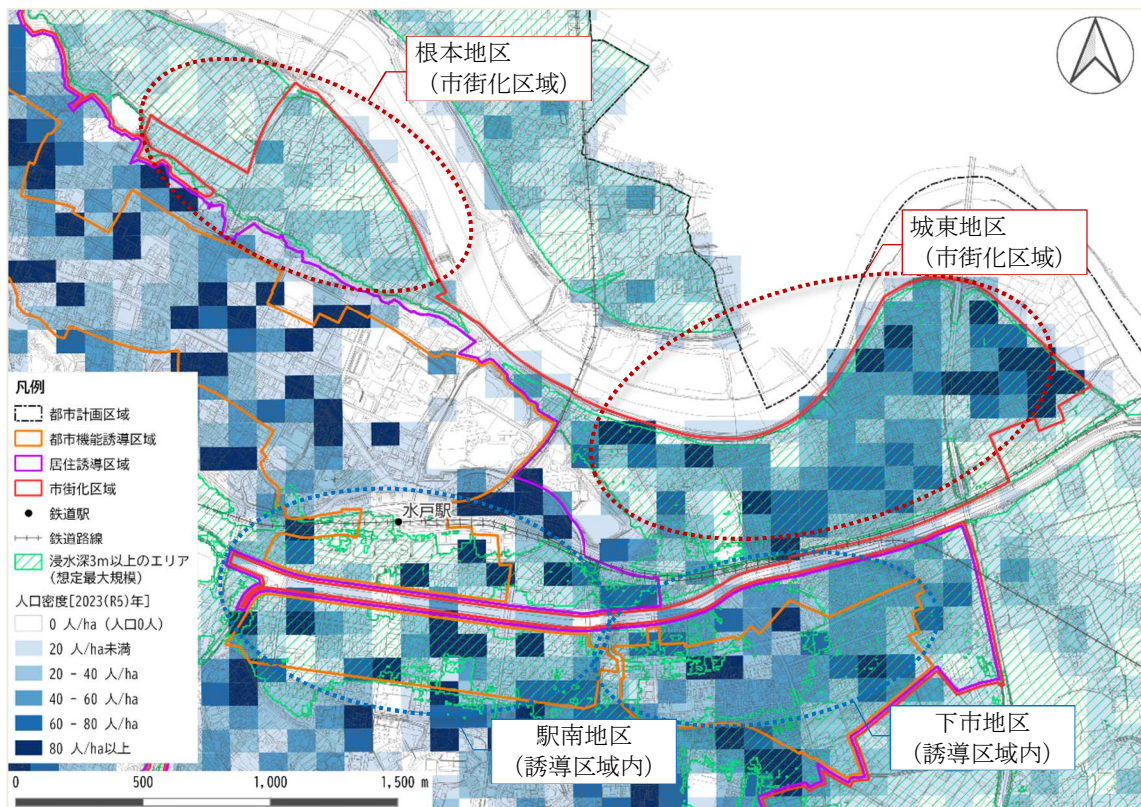 根本地区
（市街化区域）
城東地区
（市街化区域）
水戸駅
駅南地区
（誘導区域内）
下市地区
（誘導区域内）
凡例
都市計画区域
都市機能誘導区域
居住誘導区域
市街化区域
鉄道駅
鉄道路線
浸水深3m以上のエリア
（想定最大規模）
人口密度[2023(R5)年]
0 人/ha (人口0人)
20 人/ha未満
20 - 40 人/ha
40 - 60 人/ha
60 - 80 人/ha
80 人/ha以上
0 500 1,000 1,500 m